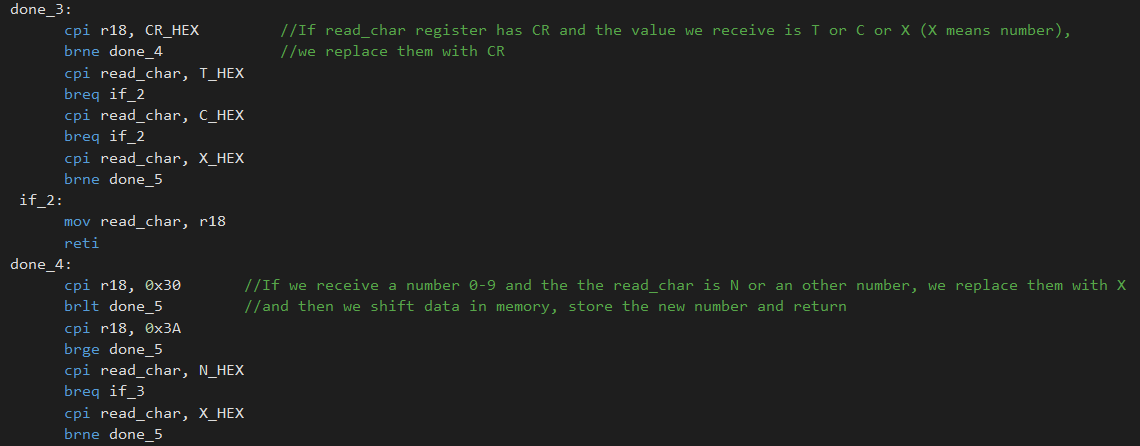 done_3:
cpi r18, CR_HEX //If read_char register has CR and the value we receive is T or C or X (X means number),
brne done_4 //we replace them with CR
cpi read_char, T_HEX
breq if_2
cpi read_char, C_HEX
breq if_2
cpi read_char, X_HEX
brne done_5
if_2:
mov read_char, r18
reti
done_4:
cpi r18, 0x30 //If we receive a number 0-9 and the the read_char is N or an other number, we replace them with X
brlt done_5 //and then we shift data in memory, store the new number and return
cpi r18, 0x3A
brge done_5
cpi read_char, N_HEX
breq if_3
cpi read_char, X_HEX
brne done_5